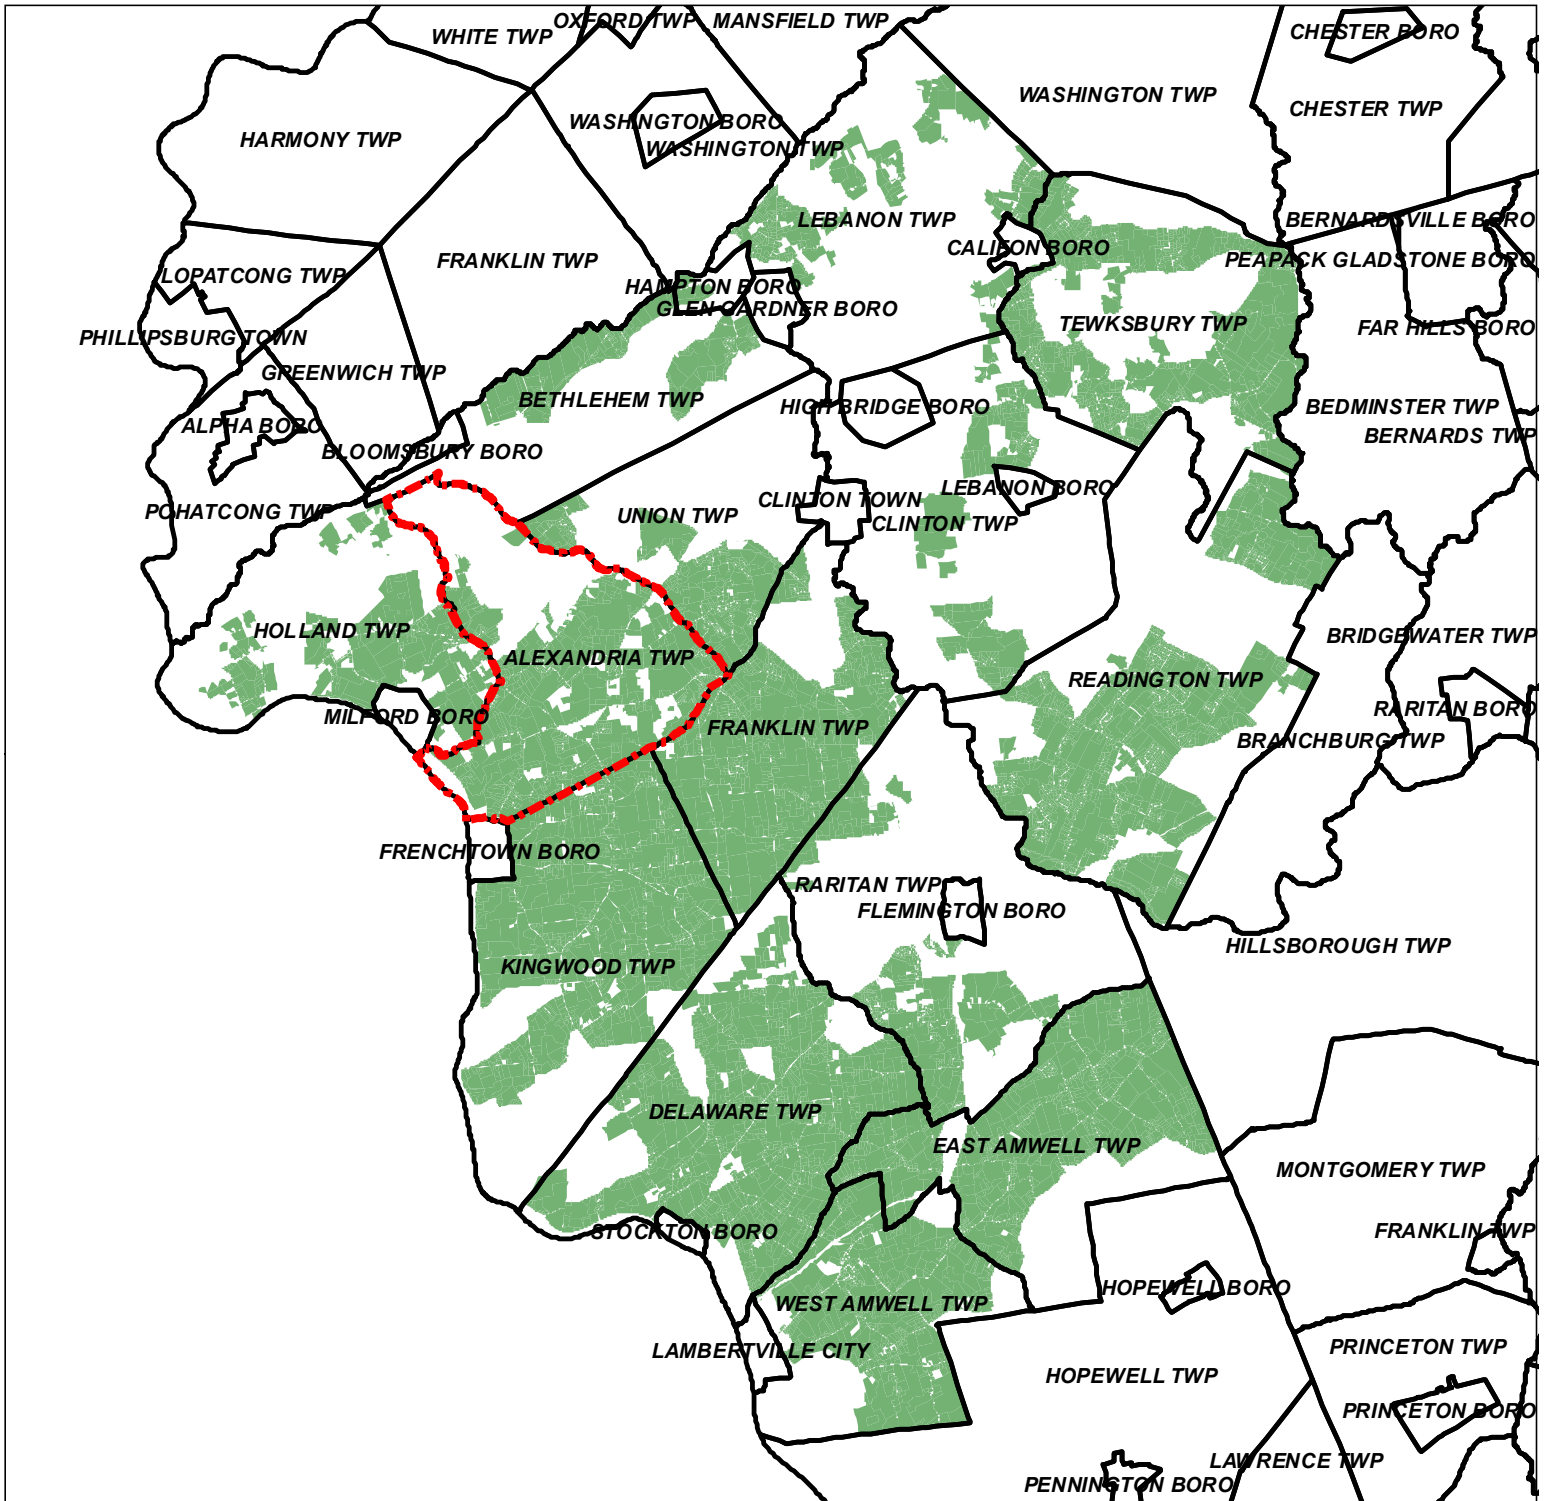 OXFORD TWP
MANSFIELD TWP
WHITE TWP
CHESTER BORO
WASHINGTON TWP
CHESTER TWP
WASHINGTON BORO
HARMONY TWP
WASHINGTON TWP
LEBANON TWP
BERNARDSVILLE BORO
CALIFON BORO
FRANKLIN TWP
PEAPACK GLADSTONE BORO
LOPATCONG TWP
HAMPTON BORO
GLEN GARDNER BORO
TEWKSBURY TWP
FAR HILLS BORO
PHILLIPSBURG TOWN
GREENWICH TWP
BETHLEHEM TWP
HIGH BRIDGE BORO
BEDMINSTER TWP
ALPHA BORO
BERNARDS TWP
BLOOMSBURY BORO
LEBANON BORO
CLINTON TOWN
POHATCONG TWP
UNION TWP
CLINTON TWP
HOLLAND TWP
BRIDGEWATER TWP
ALEXANDRIA TWP
READINGTON TWP
RARITAN BORO
MILFORD BORO
FRANKLIN TWP
BRANCHBURG TWP
FRENCHTOWN BORO
RARITAN TWP
FLEMINGTON BORO
HILLSBOROUGH TWP
KINGWOOD TWP
DELAWARE TWP
EAST AMWELL TWP
MONTGOMERY TWP
STOCKTON BORO
FRANKLIN TWP
HOPEWELL BORO
WEST AMWELL TWP
LAMBERTVILLE CITY
PRINCETON TWP
HOPEWELL TWP
PRINCETON BORO
LAWRENCE TWP
PENNINGTON BORO